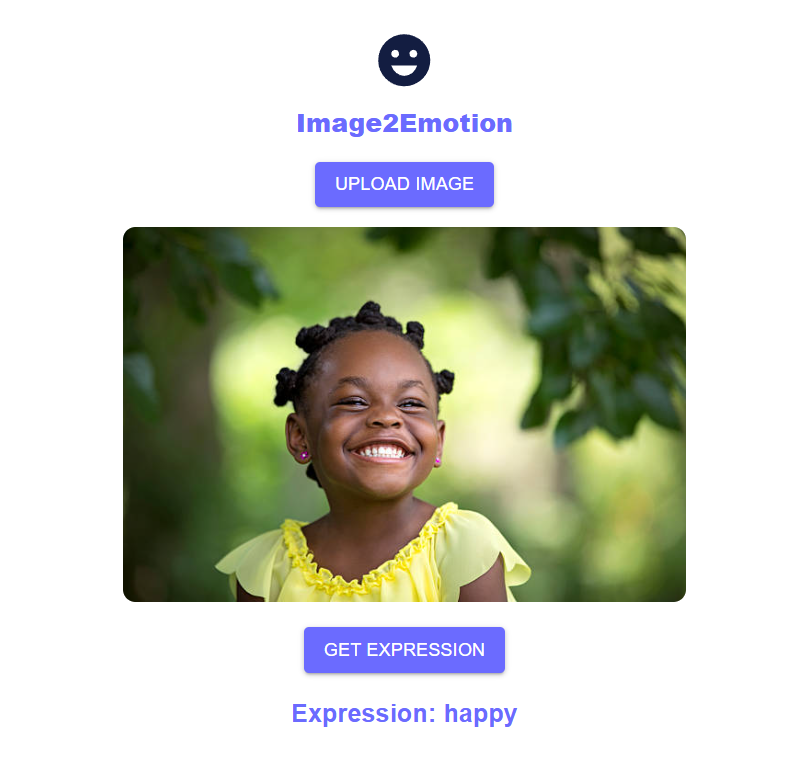 Image2Emotion
UPLOAD IMAGE
GET EXPRESSION
Expression: happy